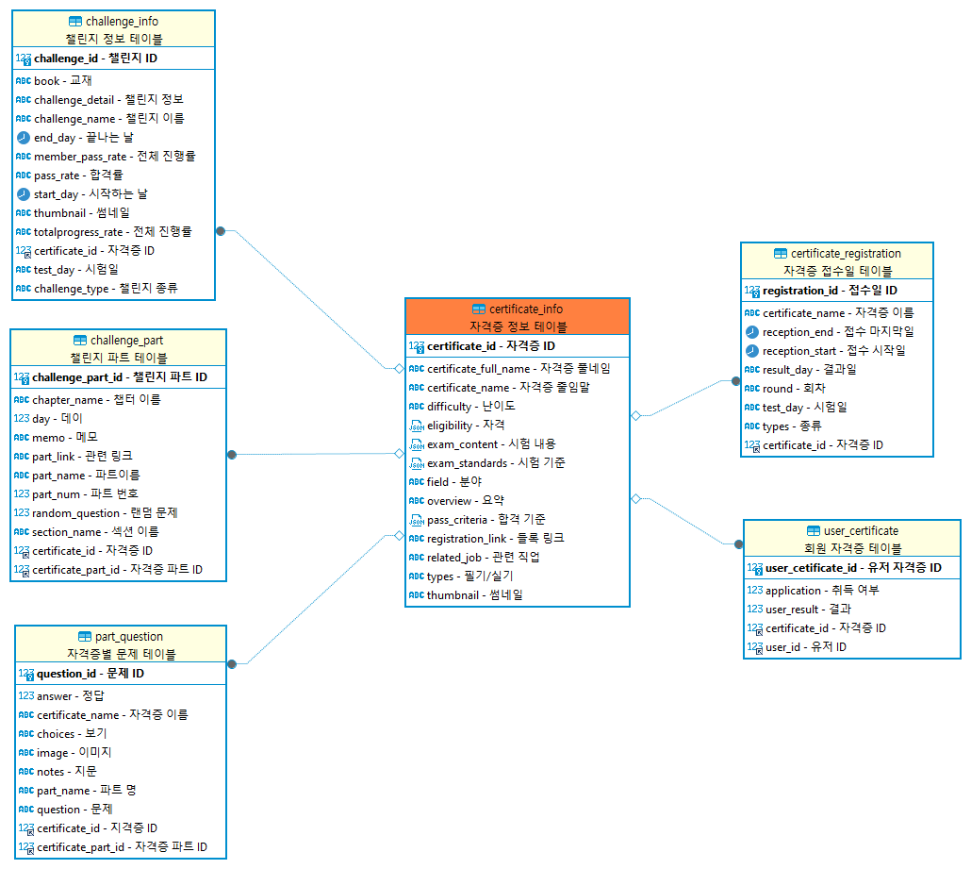 challenge_info
챌린지 정보 테이블
challenge_id - 챌린지 ID
book - 교재
challenge_detail - 챌린지 정보
challenge_name - 챌린지 이름
end_day - 끝나는 날
member_pass_rate - 전체 진행률
pass_rate - 합격률
start_day - 시작하는 날
thumbnail - 썸네일
totalprogress_rate - 전체 진행률
certificate_id - 자격증 ID
test_day - 시험일
challenge_type - 챌린지 종류
challenge_part
챌린지 파트 테이블
challenge_part_id - 챌린지 파트 ID
chapter_name - 챕터 이름
day - 데이
memo - 메모
part_link - 관련 링크
part_name - 파트이름
part_num - 파트 번호
random_question - 랜덤 문제
section_name - 섹션 이름
certificate_id - 자격증 ID
certificate_part_id - 자격증 파트 ID
part_question
자격증별 문제 테이블
question_id - 문제 ID
answer - 정답
certificate_name - 자격증 이름
choices - 보기
image - 이미지
notes - 지문
part_name - 파트 명
question - 문제
certificate_id - 지격증 ID
certificate_part_id - 자격증 파트 ID
certificate_info
자격증 정보 테이블
certificate_id - 자격증 ID
certificate_full_name - 자격증 풀네임
certificate_name - 자격증 줄임말
difficulty - 난이도
eligibility - 자격
exam_content - 시험 내용
exam_standards - 시험 기준
field - 분야
overview - 요약
pass_criteria - 합격 기준
registration_link - 등록 링크
related_job - 관련 직업
types - 필기/실기
thumbnail - 썸네일
certificate_registration
자격증 접수일 테이블
registration_id - 접수일 ID
certificate_name - 자격증 이름
reception_end - 접수 마지막일
reception_start - 접수 시작일
result_day - 결과일
round - 회차
test_day - 시험일
types - 종류
certificate_id - 자격증 ID
user_certificate
회원 자격증 테이블
user_cetificate_id - 유저 자격증 ID
application - 취득 여부
user_result - 결과
certificate_id - 자격증 ID
user_id - 유저 ID